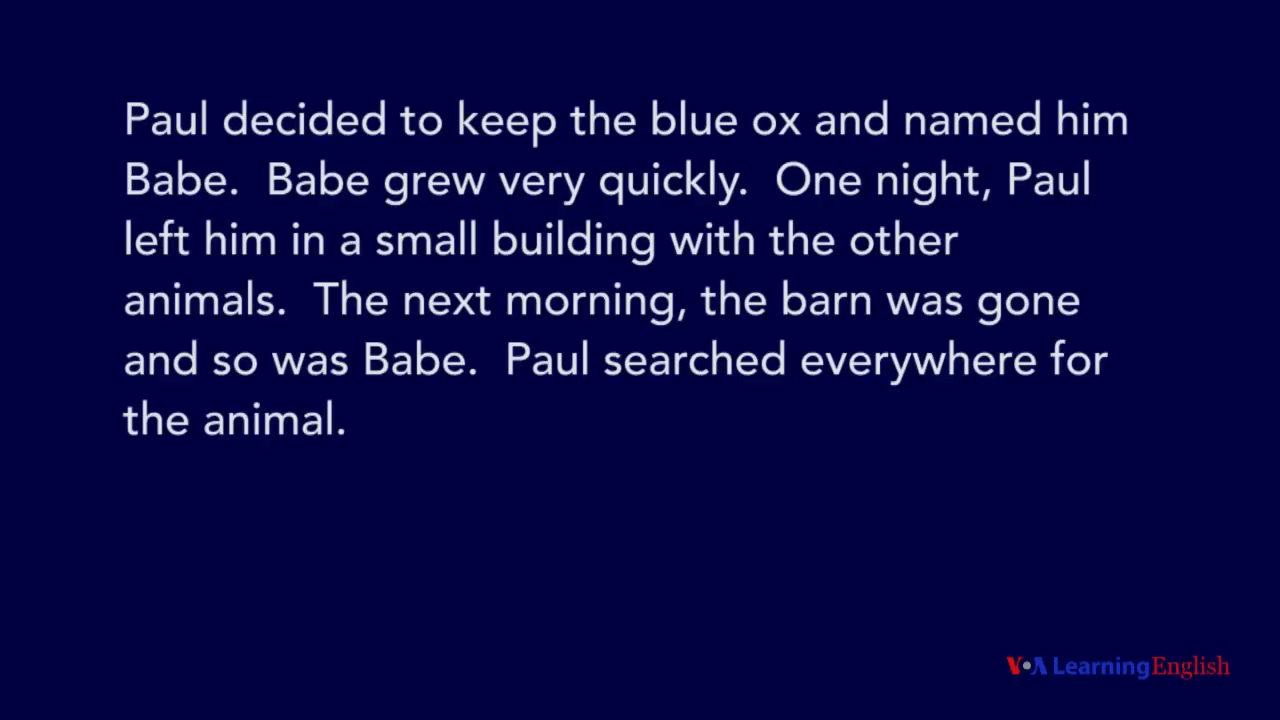 Paul decided to keep the blue ox and named him
Babe.  Babe grew very quickly.  One night, Paul
left him in a small building with the other
animals.  The next morning, the barn was gone
and so was Babe.  Paul searched everywhere for
the animal.
VOA Learning English